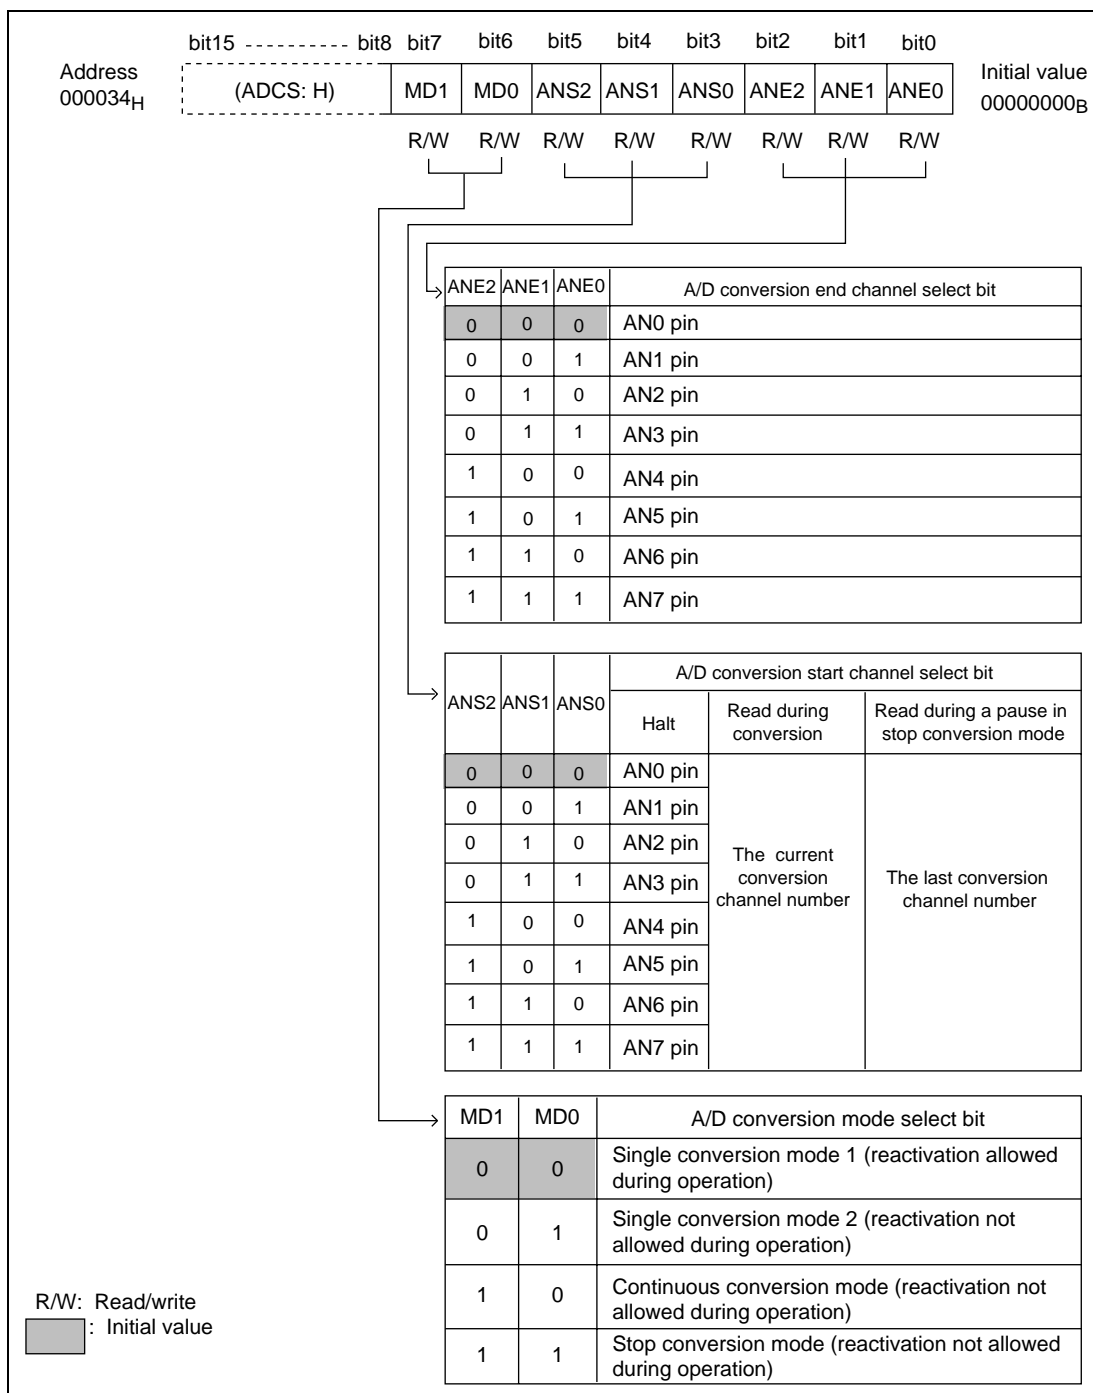 bit15 ----------- bit8 bit7 bit6 bit5 bit4 bit3 bit2 bit1 bit0
Address
000034H
(ADCS: H) MD1 MD0 ANS2 ANS1 ANS0 ANE2 ANE1 ANE0
Initial value
00000000B
R/W R/W R/W R/W R/W R/W R/W R/W
ANE2 ANE1 ANE0 A/D conversion end channel select bit
0 0 0 AN0 pin
0 0 1 AN1 pin
0 1 0 AN2 pin
0 1 1 AN3 pin
1 0 0 AN4 pin
1 0 1 AN5 pin
1 1 0 AN6 pin
1 1 1 AN7 pin
ANS2 ANS1 ANS0
A/D conversion start channel select bit
Halt
Read during
conversion
Read during a pause in
stop conversion mode
0 0 0 AN0 pin
0 0 1 AN1 pin
0 1 0 AN2 pin
0 1 1 AN3 pin
1 0 0 AN4 pin
1 0 1 AN5 pin
1 1 0 AN6 pin
1 1 1 AN7 pin
The current
conversion
channel number
The last conversion
channel number
MD1 MD0 A/D conversion mode select bit
0 0 Single conversion mode 1 (reactivation allowed
during operation)
0 1 Single conversion mode 2 (reactivation not
allowed during operation)
1 0 Continuous conversion mode (reactivation not
allowed during operation)
1 1 Stop conversion mode (reactivation not allowed
during operation)
R/W: Read/write
: Initial value